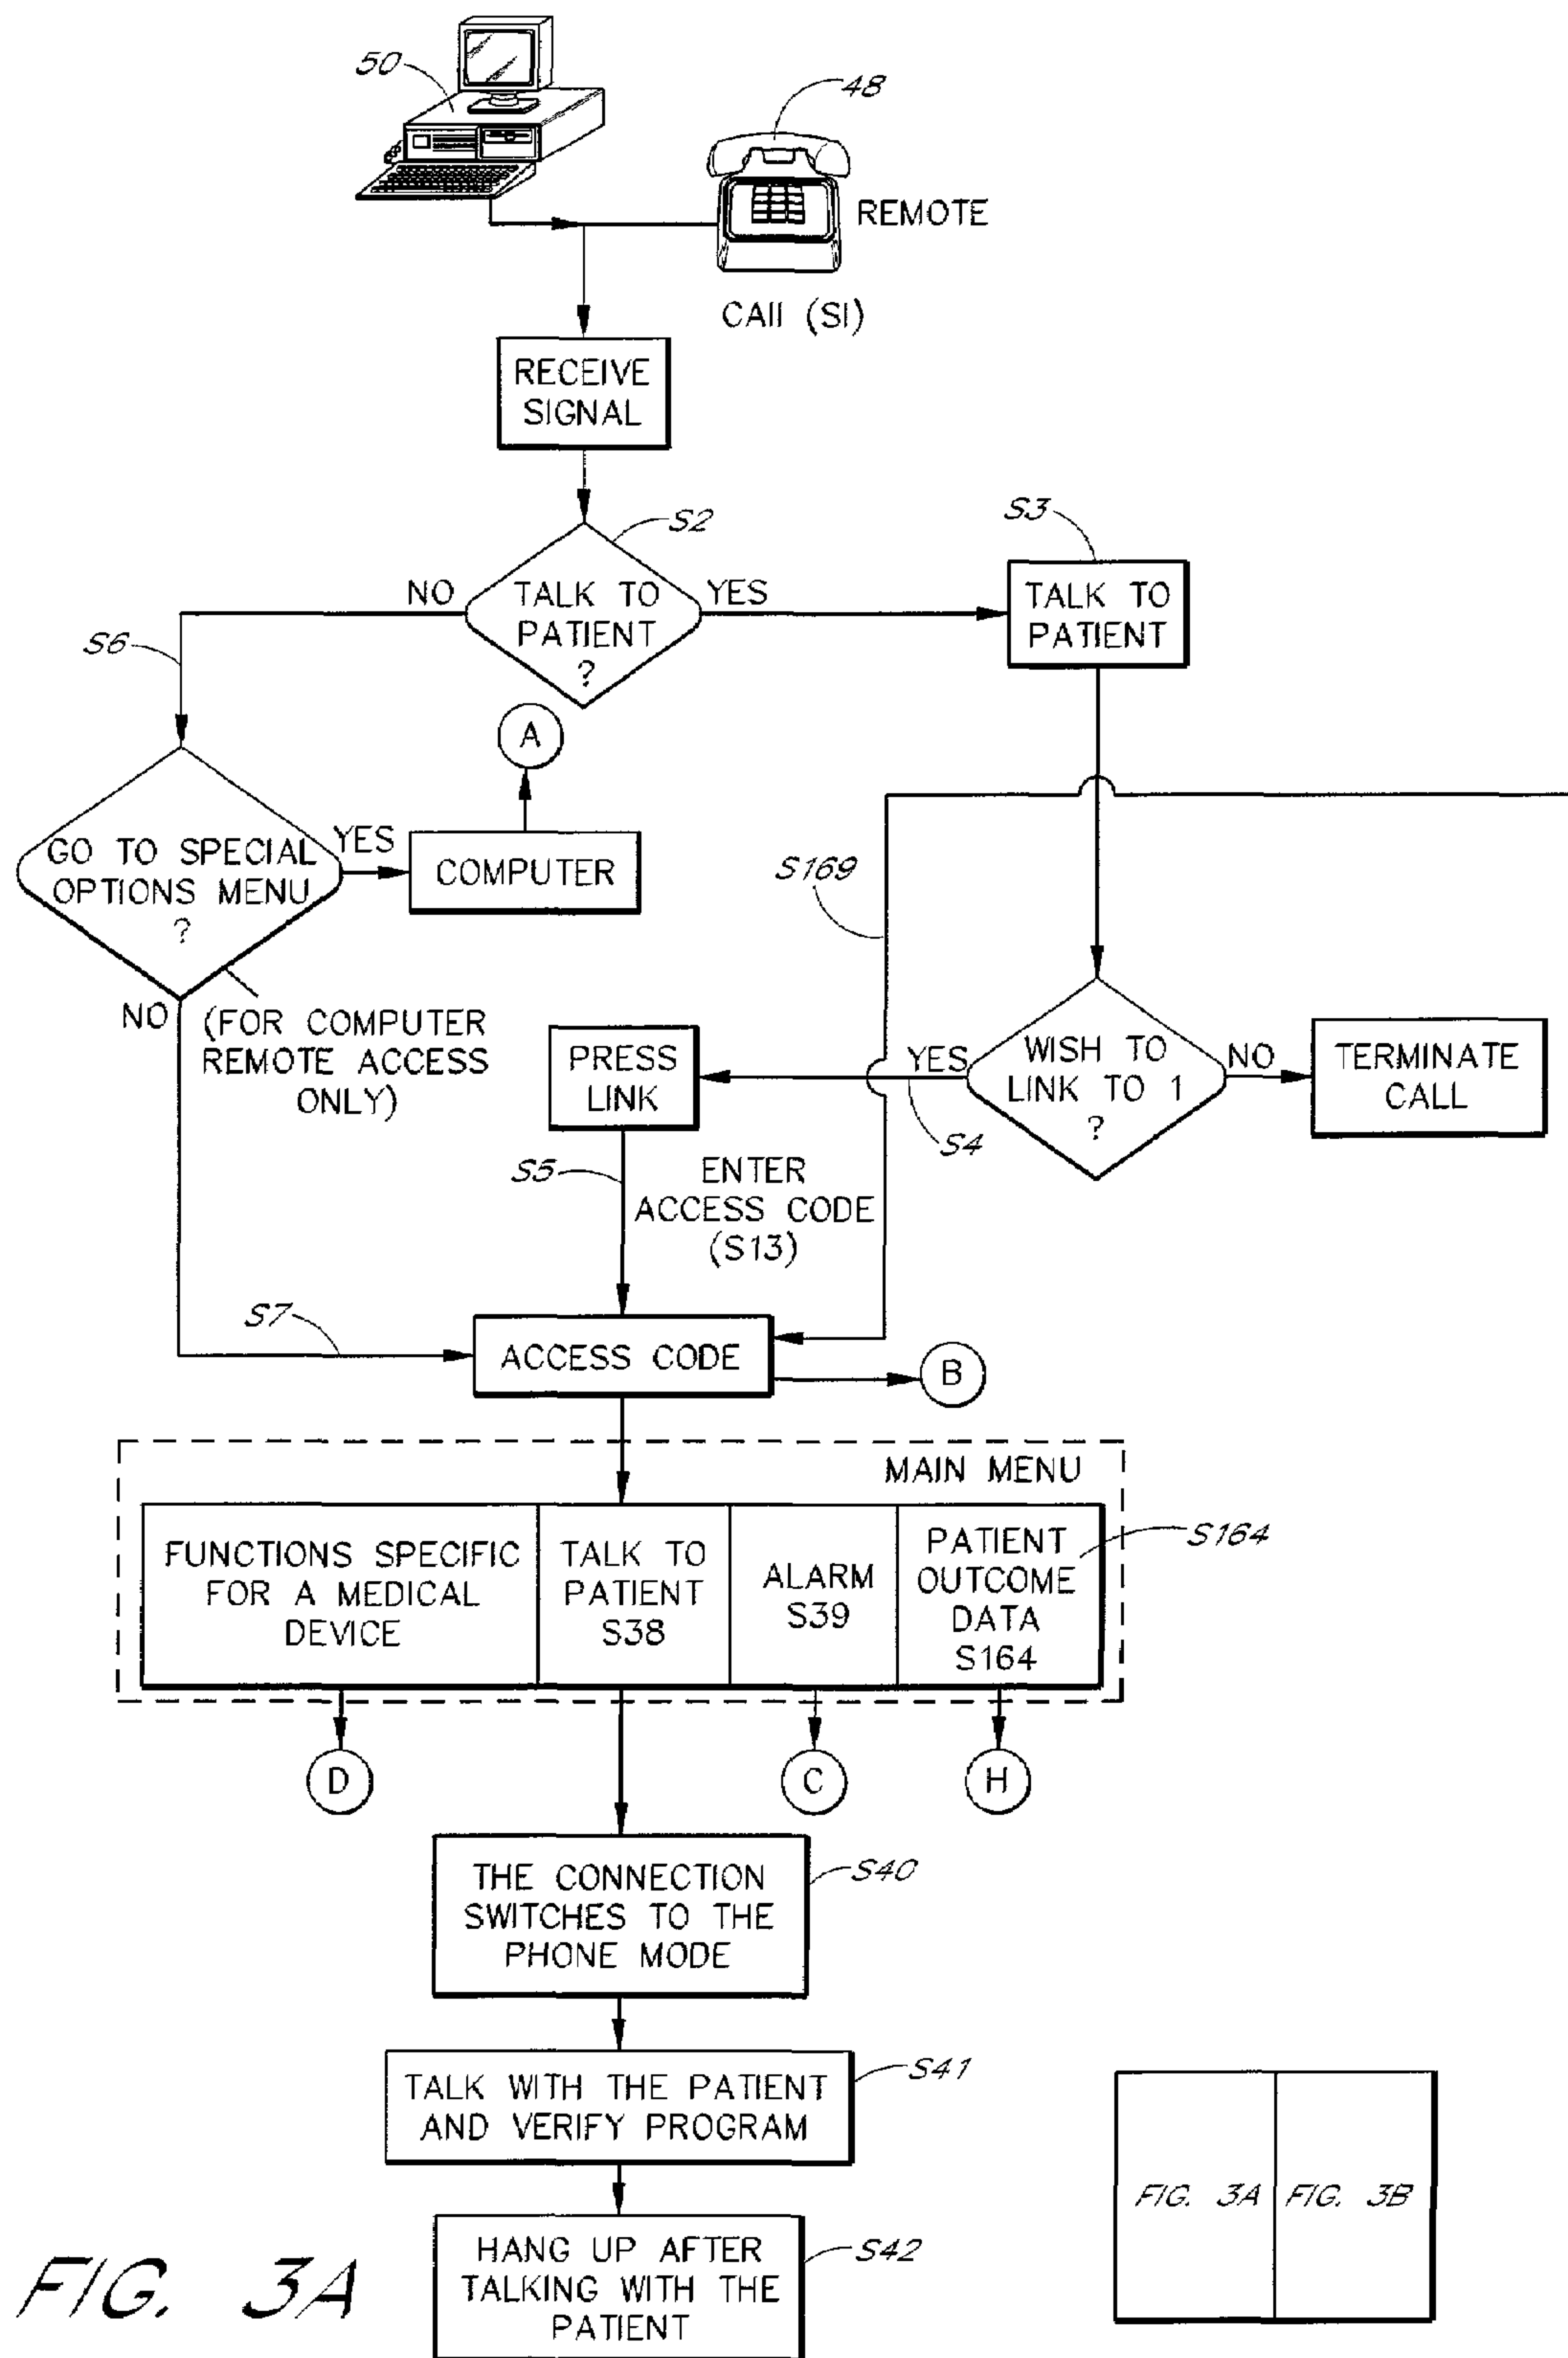 50
48
REMOTE
CAll (S1)
RECEIVE
SIGNAL
S2
S3
NO
TALK TO
PATIENT
?
YES
TALK TO
PATIENT
S6
A
GO TO SPECIAL
OPTIONS MENU
?
YES
COMPUTER
S169
NO
(FOR COMPUTER
REMOTE ACCESS
ONLY)
PRESS
LINK
YES
WISH TO
LINK TO 1
?
NO
TERMINATE
CALL
S4
S5
ENTER
ACCESS CODE
(S13)
S7
ACCESS CODE
B
MAIN MENU
FUNCTIONS SPECIFIC
FOR A MEDICAL
DEVICE
TALK TO
PATIENT
S38
ALARM
S39
PATIENT
OUTCOME
DATA
S164
S164
D
C
H
THE CONNECTION
SWITCHES TO THE
PHONE MODE
S40
TALK WITH THE PATIENT
AND VERIFY PROGRAM
S41
HANG UP AFTER
TALKING WITH THE
PATIENT
S42
FIG. 3A
FIG. 3B
FIG. 3A